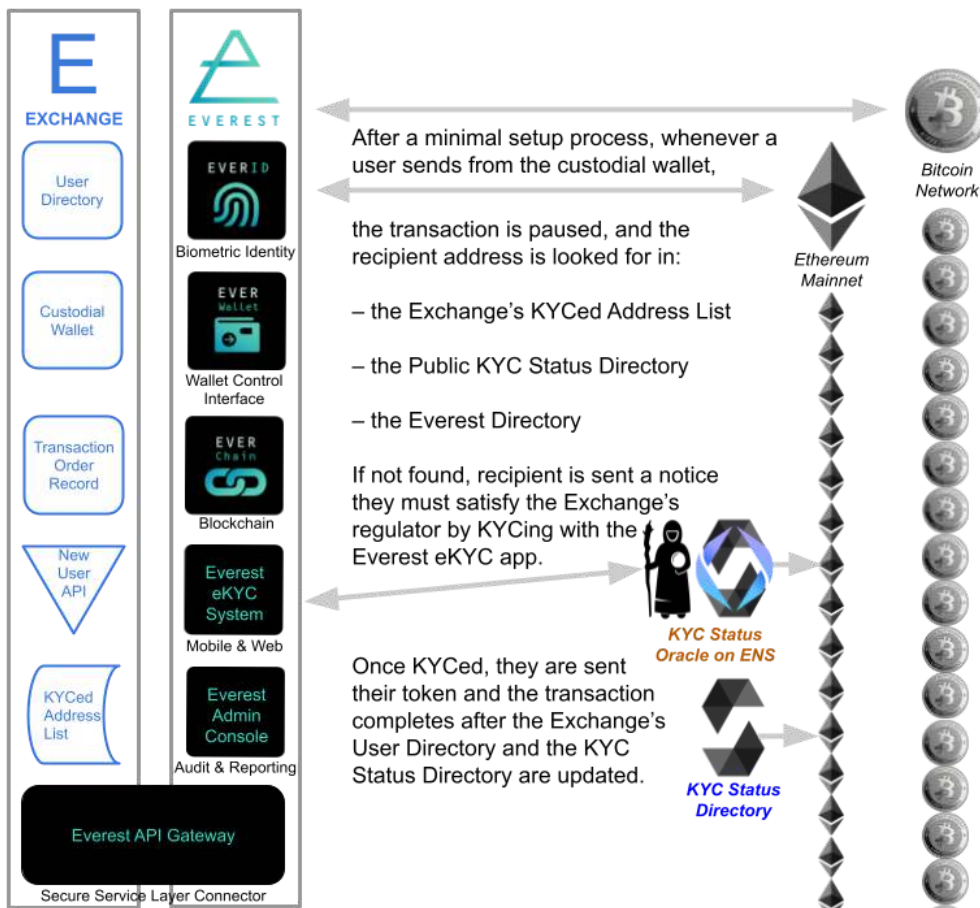 E
EXCHANGE
User
Directory
Custodial
Wallet
Transaction
Order
Record
New
User
API
KYCed
Address
List
EVEREST
EVERID
Biometric Identity
EVER
Wallet
Wallet Control
Interface
EVER
Chain
Blockchain
Everest
eKYC
System
Mobile & Web
Everest
Admin
Console
Audit & Reporting
Everest API Gateway
Secure Service Layer Connector
After a minimal setup process, whenever a
user sends from the custodial wallet,
the transaction is paused, and the
recipient address is looked for in:
– the Exchange's KYCed Address List
– the Public KYC Status Directory
– the Everest Directory
If not found, recipient is sent a notice
they must satisfy the Exchange's
regulator by KYCing with the
Everest eKYC app.
Once KYCed, they are sent
their token and the transaction
completes after the Exchange's
User Directory and the KYC
Status Directory are updated.
KYC Status
Oracle on ENS
KYC Status
Directory
Ethereum
Mainnet
Bitcoin
Network